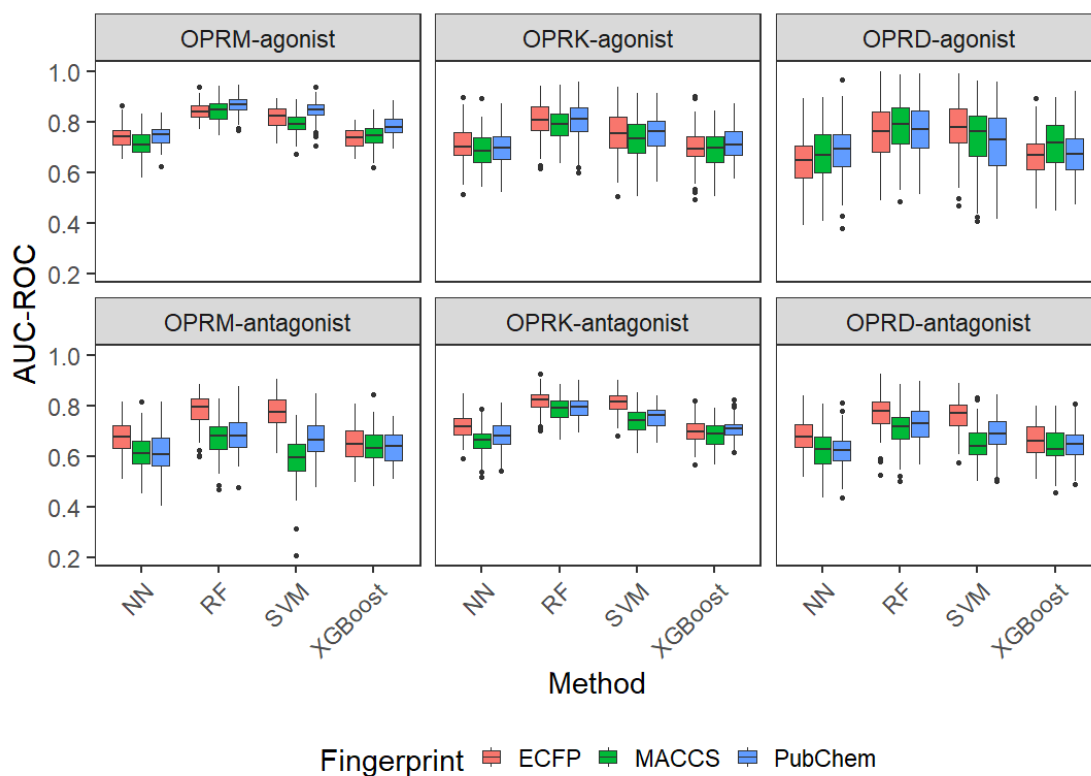 OPRM-agonist OPRK-agonist OPRD-agonist
1.0
0.8
0.6
0.4
0.2
OPRM-antagonist OPRK-antagonist OPRD-antagonist
1.0
0.8
0.6
0.4
0.2
AUC-ROC
NN RF SVM XGBoost NN RF SVM XGBoost NN RF SVM XGBoost
Method
Fingerprint ECFP MACCS PubChem